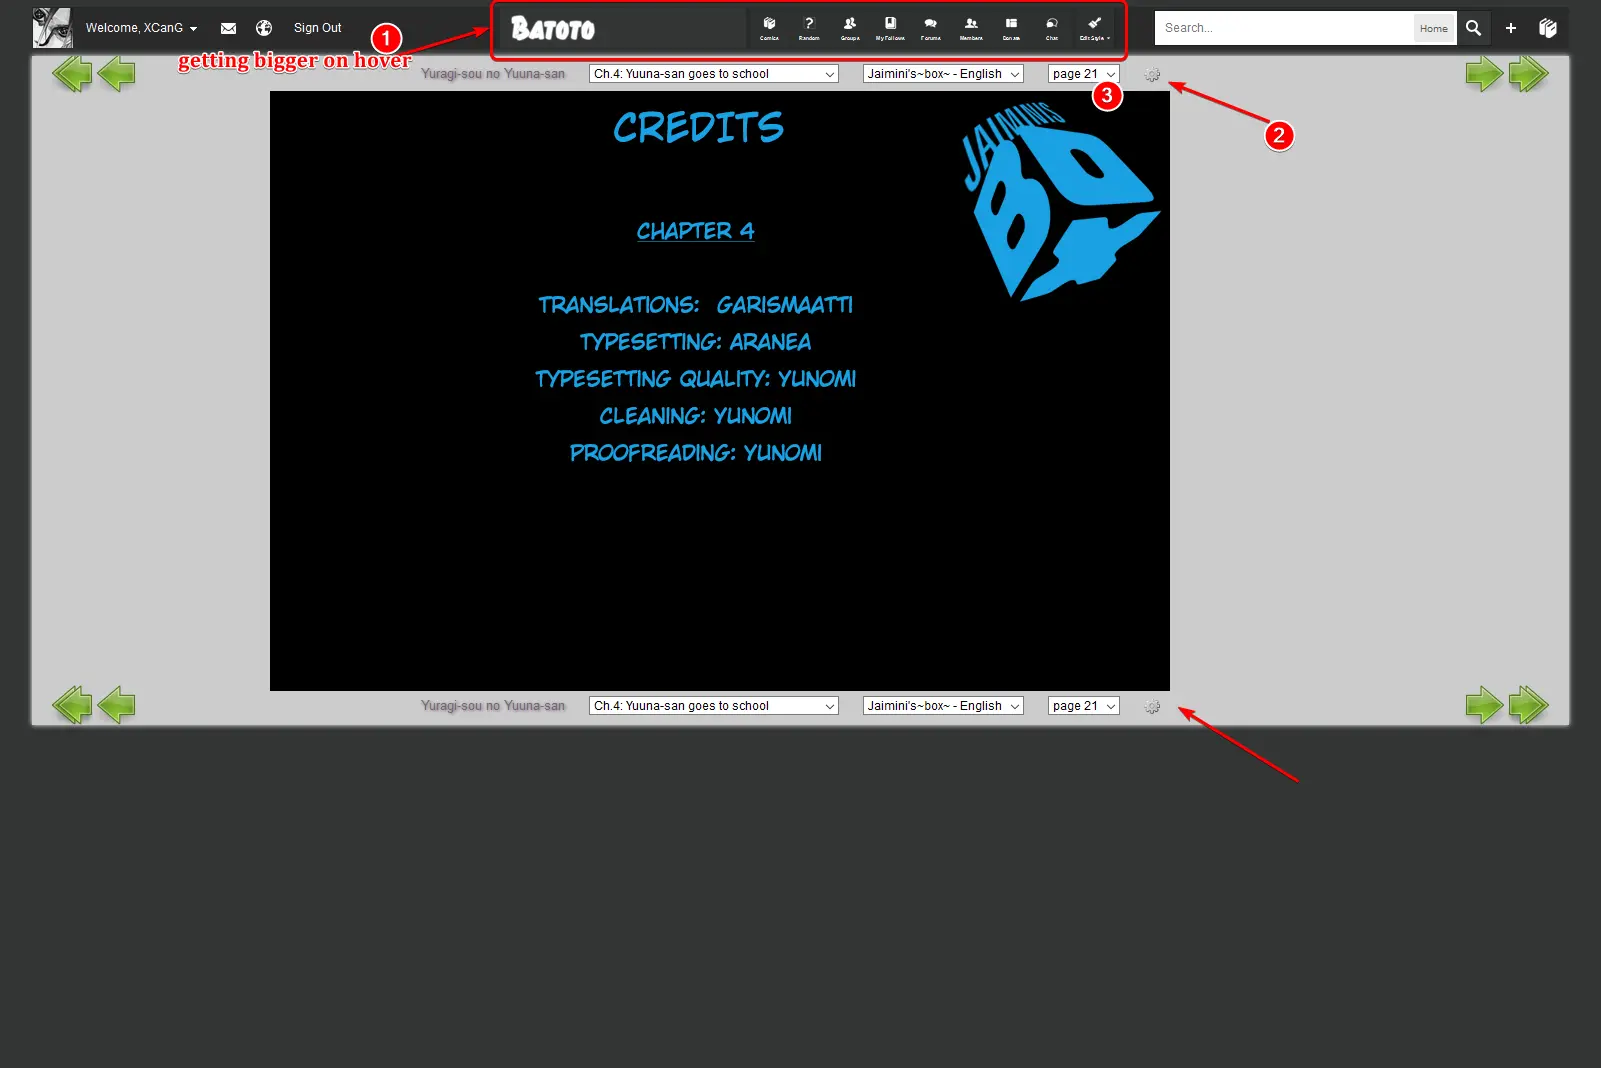 Welcome, XCanG
Sign Out
1
getting bigger on hover
BATOTO
Comics
Random
Groups
My Follows
Forums
Members
Donate
Chat
Edit Style
Search...
Home
Yuragi-sou no Yuuna-san
Ch.4: Yuuna-san goes to school
Jaimini's~box~ - English
page 21
3
2
CREDITS
JAIMINIS
BOX
CHAPTER 4
TRANSLATIONS: GARISMAATTI
TYPESETTING: ARANEA
TYPESETTING QUALITY: YUNOMI
CLEANING: YUNOMI
PROOFREADING: YUNOMI
Yuragi-sou no Yuuna-san
Ch.4: Yuuna-san goes to school
Jaimini's~box~ - English
page 21